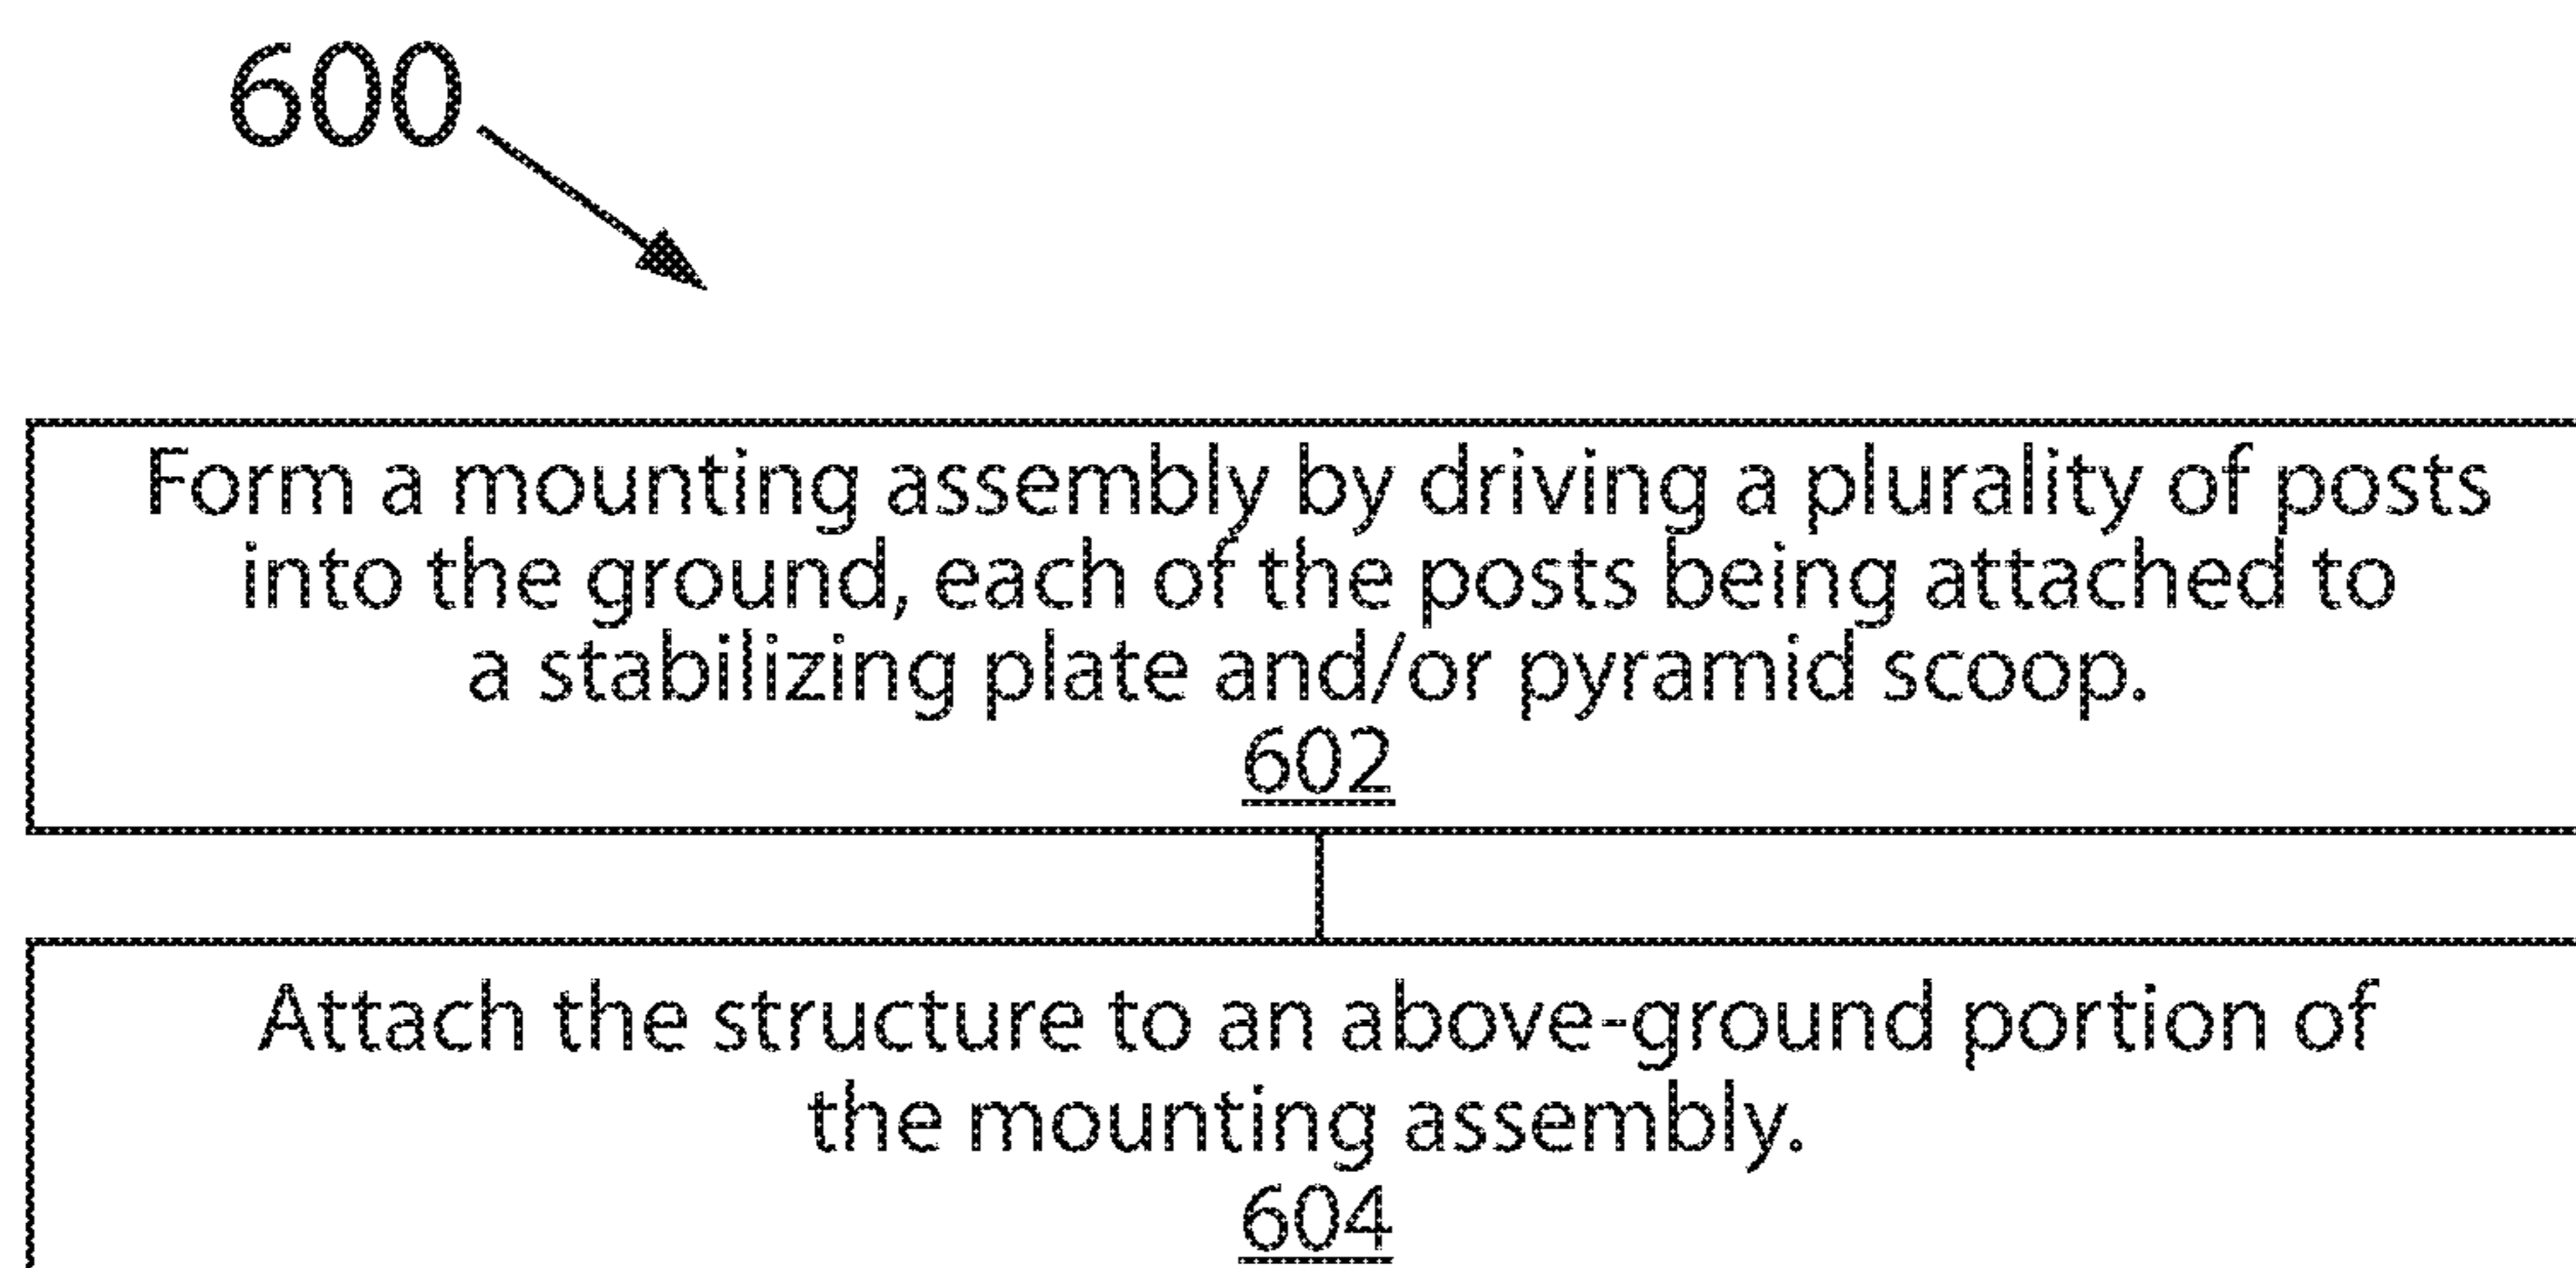 600
Form a mounting assembly by driving a plurality of posts
into the ground, each of the posts being attached to
a stabilizing plate and/or pyramid scoop.
602
Attach the structure to an above-ground portion of
the mounting assembly.
604